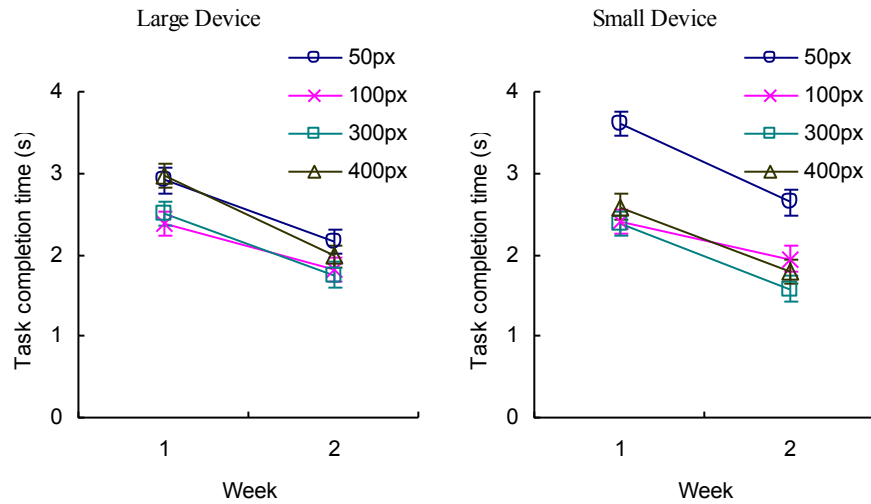 Large Device
50px
100px
300px
400px
Task completion time (s)
4
3
2
1
0
1 2
Week
Small Device
50px
100px
300px
400px
Task completion time (s)
4
3
2
1
0
1 2
Week